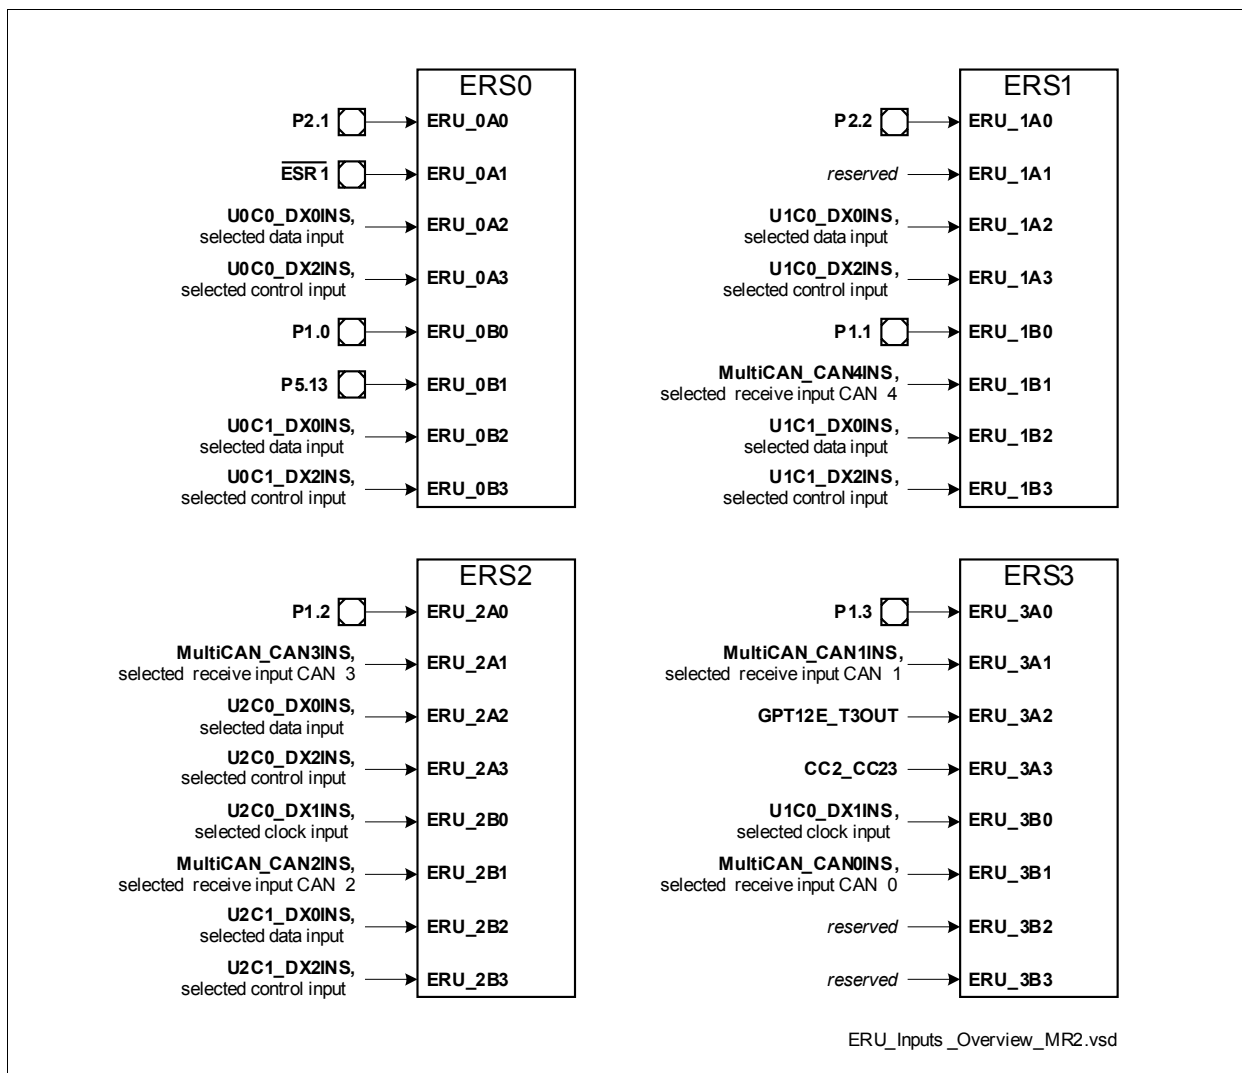 ERS0
P2.1 ERU_0A0
ESR1 ERU_0A1
U0C0_DX0INS,
selected data input ERU_0A2
U0C0_DX2INS,
selected control input ERU_0A3
P1.0 ERU_0B0
P5.13 ERU_0B1
U0C1_DX0INS,
selected data input ERU_0B2
U0C1_DX2INS,
selected control input ERU_0B3
ERS1
P2.2 ERU_1A0
reserved ERU_1A1
U1C0_DX0INS,
selected data input ERU_1A2
U1C0_DX2INS,
selected control input ERU_1A3
P1.1 ERU_1B0
MultiCAN_CAN4INS,
selected receive input CAN 4 ERU_1B1
U1C1_DX0INS,
selected data input ERU_1B2
U1C1_DX2INS,
selected control input ERU_1B3
ERS2
P1.2 ERU_2A0
MultiCAN_CAN3INS,
selected receive input CAN 3 ERU_2A1
U2C0_DX0INS,
selected data input ERU_2A2
U2C0_DX2INS,
selected control input ERU_2A3
U2C0_DX1INS,
selected clock input ERU_2B0
MultiCAN_CAN2INS,
selected receive input CAN 2 ERU_2B1
U2C1_DX0INS,
selected data input ERU_2B2
U2C1_DX2INS,
selected control input ERU_2B3
ERS3
P1.3 ERU_3A0
MultiCAN_CAN1INS,
selected receive input CAN 1 ERU_3A1
GPT12E_T3OUT ERU_3A2
CC2_CC23 ERU_3A3
U1C0_DX1INS,
selected clock input ERU_3B0
MultiCAN_CAN0INS,
selected receive input CAN 0 ERU_3B1
reserved ERU_3B2
reserved ERU_3B3
ERU_Inputs_Overview_MR2.vsd